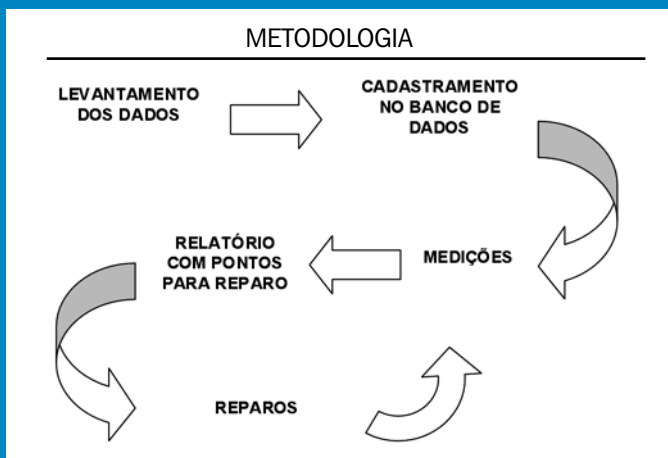 METODOLOGIA
LEVANTAMENTO
DOS DADOS
CADASTRAMENTO
NO BANCO DE
DADOS
RELATÓRIO
COM PONTOS
PARA REPARO
MEDIÇÕES
REPAROS